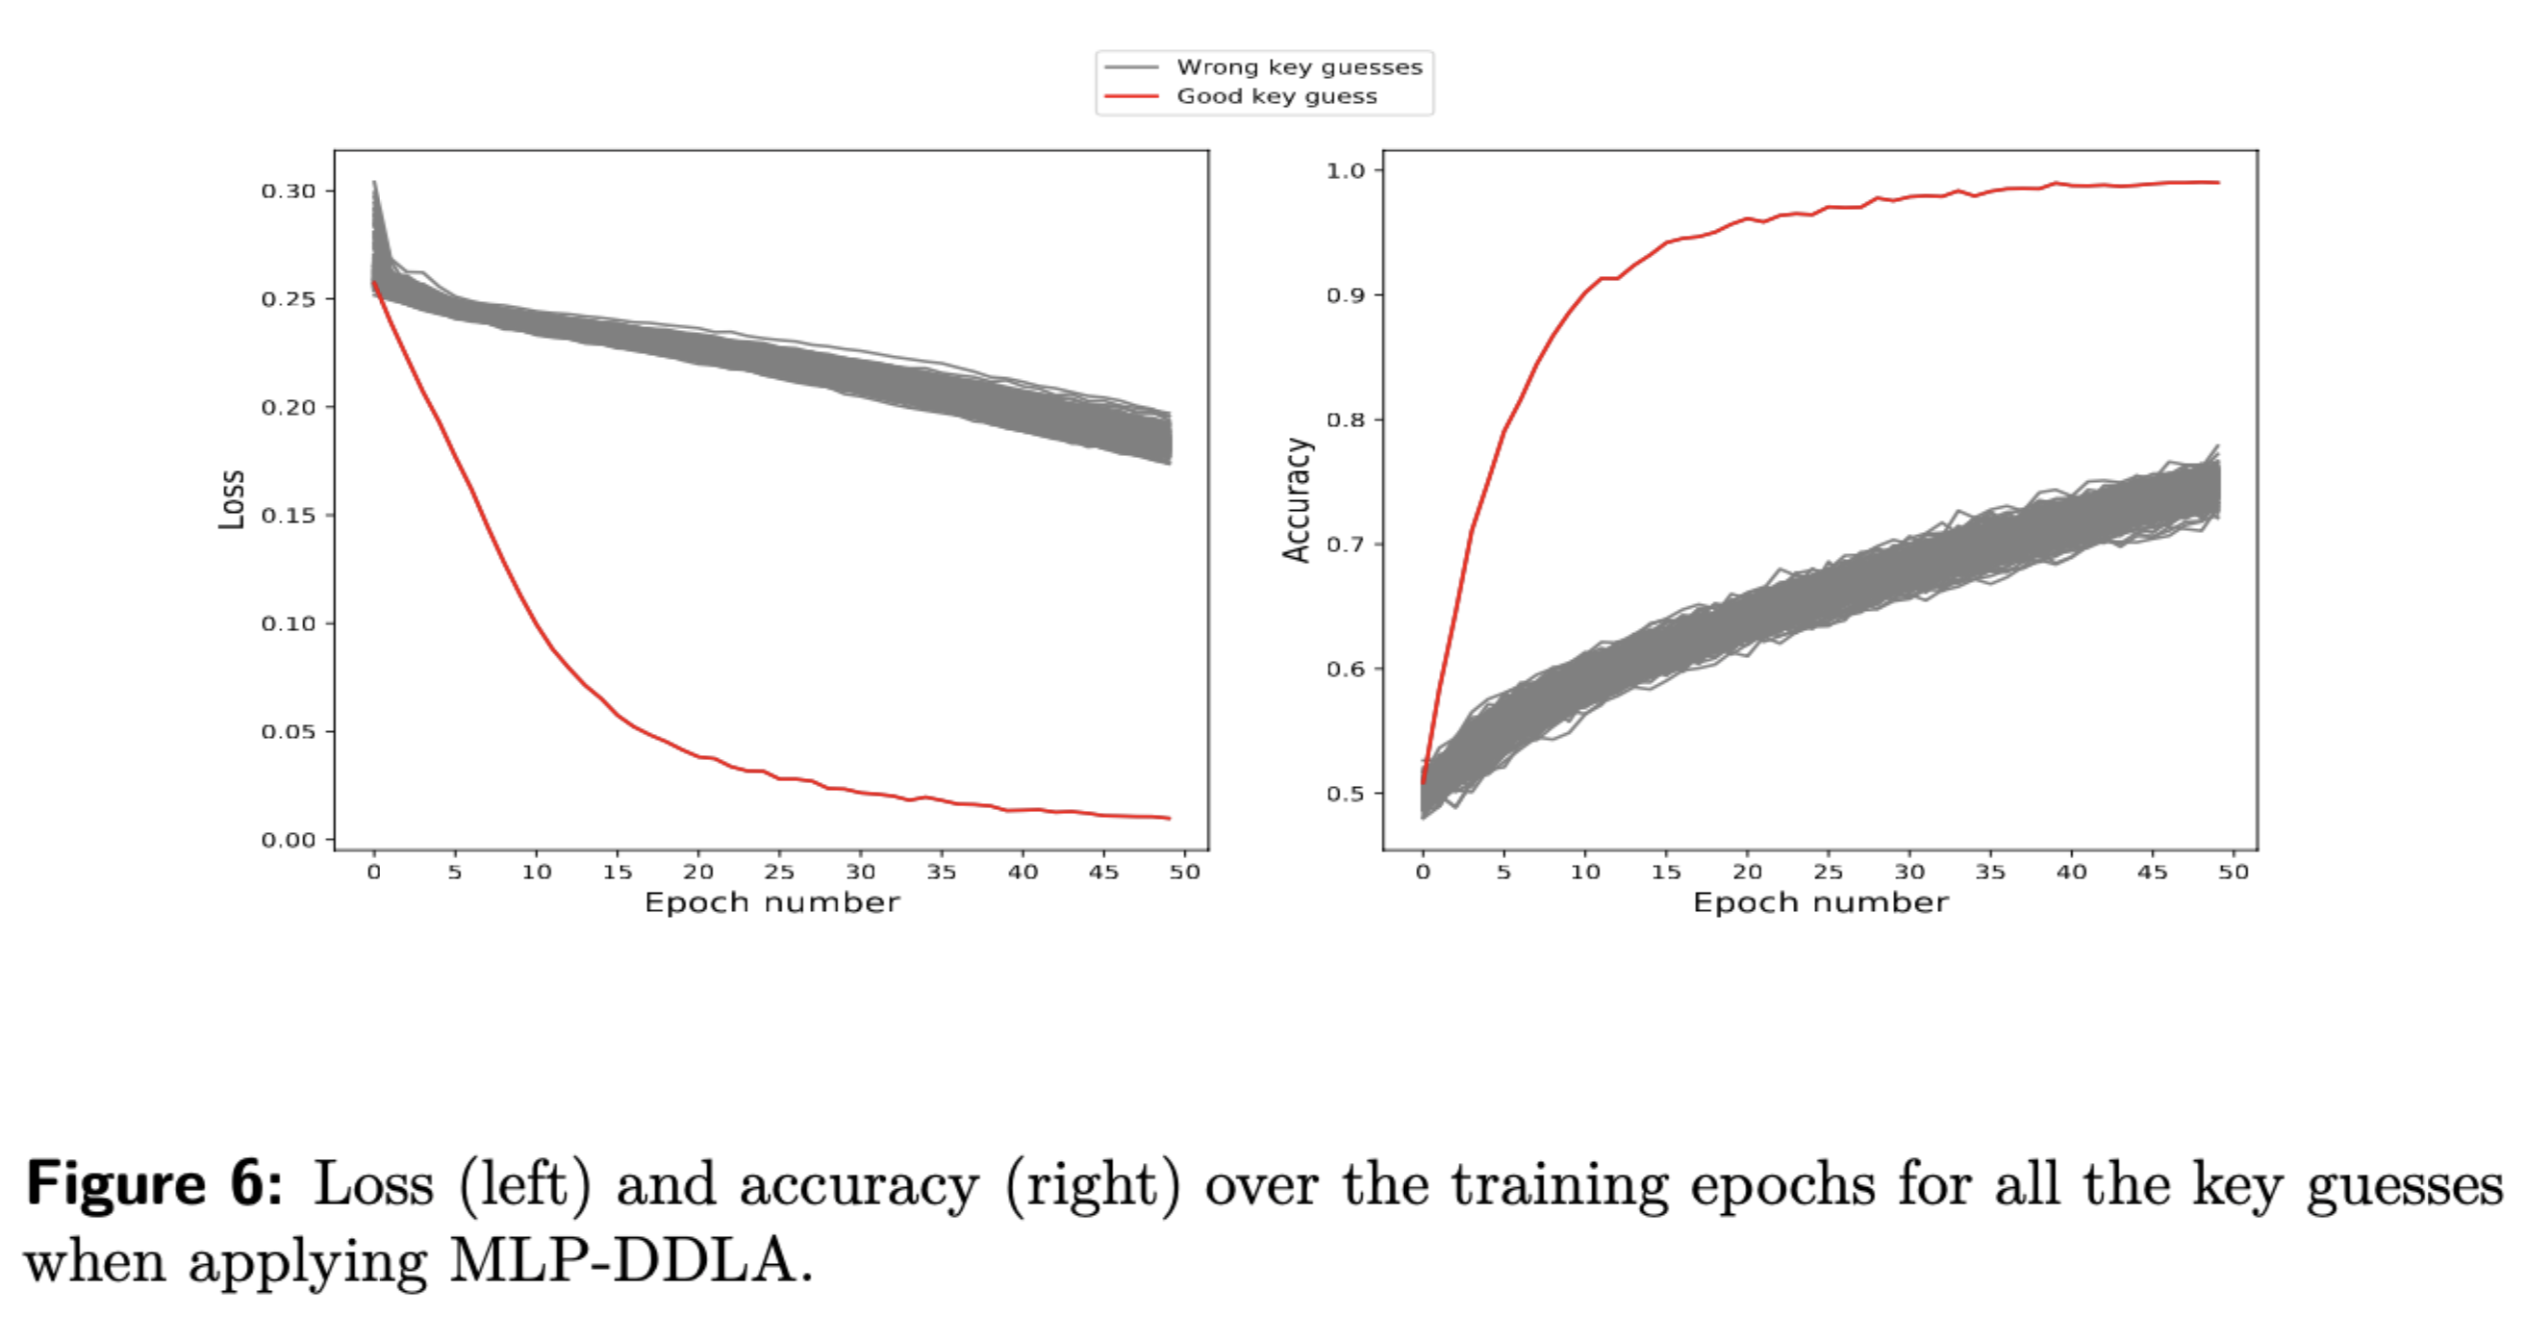 Wrong key guesses
Good key guess
0.30
0.25
0.20
0.15
0.10
0.05
0.00
Loss
0 5 10 15 20 25 30 35 40 45 50
Epoch number
1.0
0.9
0.8
0.7
0.6
0.5
Accuracy
0 5 10 15 20 25 30 35 40 45 50
Epoch number
Figure 6: Loss (left) and accuracy (right) over the training epochs for all the key guesses
when applying MLP-DDLA.